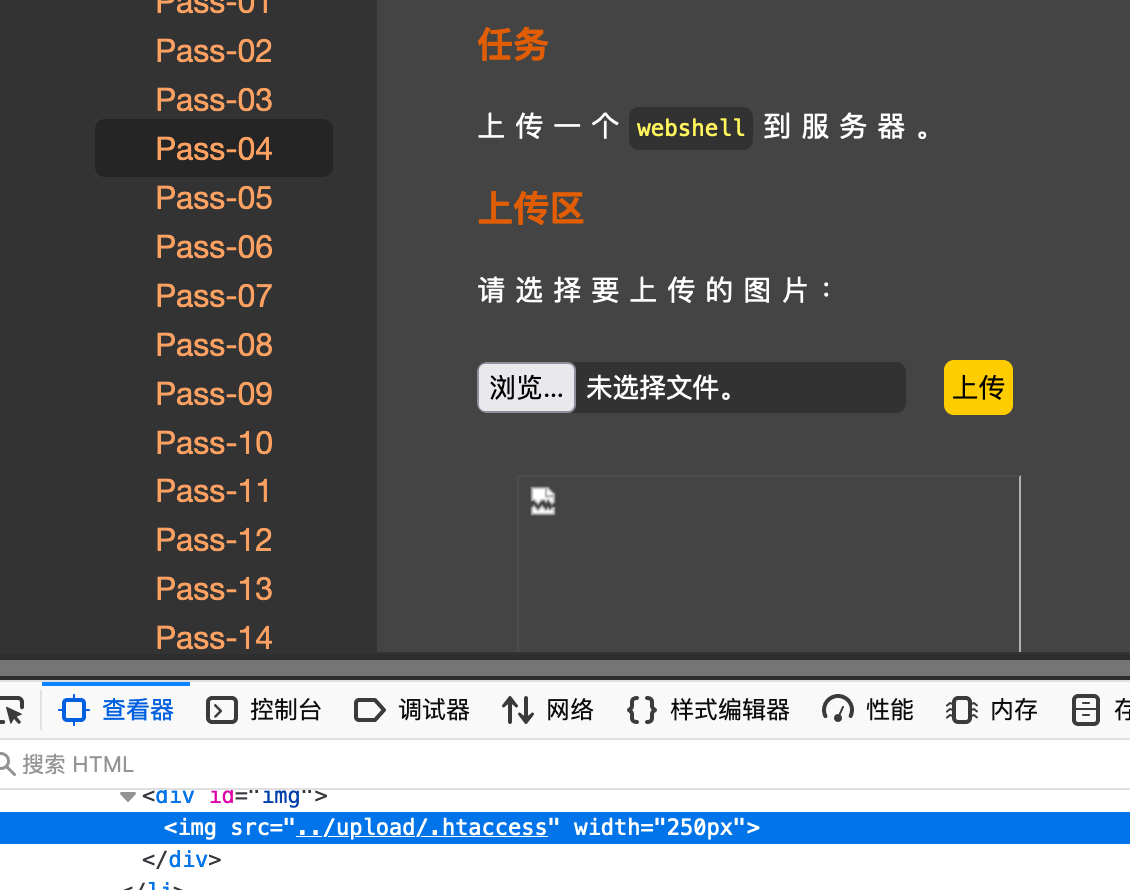 Pass-01
Pass-02
Pass-03
Pass-04
Pass-05
Pass-06
Pass-07
Pass-08
Pass-09
Pass-10
Pass-11
Pass-12
Pass-13
Pass-14
任务
上传一个 webshell 到服务器。
上传区
请选择要上传的图片：
浏览... 未选择文件。 上传
查看器 控制台 调试器 网络 样式编辑器 性能 内存 存
搜索 HTML
<div id="img">
<img src="../upload/.htaccess" width="250px">
</div>
</li>